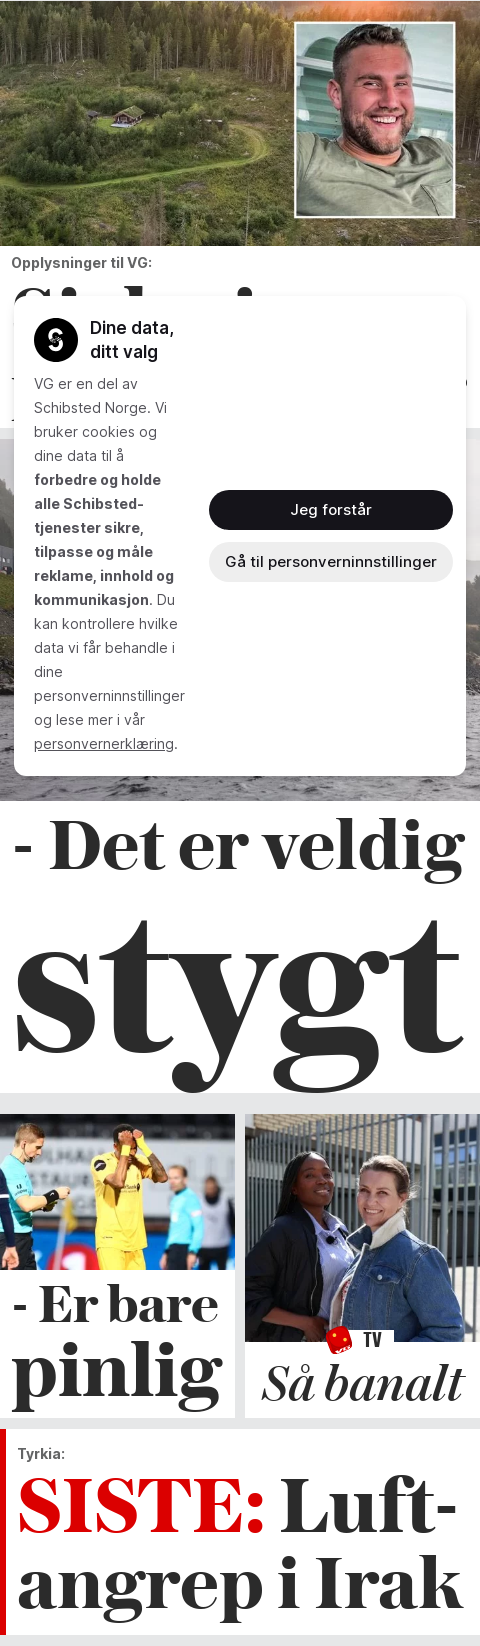 Opplysninger til VG:
Dine data,
ditt valg
VG er en del av
Schibsted Norge. Vi
bruker cookies og
dine data til å
forbedre og holde
alle Schibsted-
tjenester sikre,
tilpasse og måle
reklame, innhold og
kommunikasjon. Du
kan kontrollere hvilke
data vi får behandle i
dine
personverninnstillinger
og lese mer i vår
personvernerklæring.
Jeg forstår
Gå til personverninnstillinger
- Det er veldig
stygt
- Er bare
pinlig
TV
Så banalt
Tyrkia:
SISTE: Luft-
angrep i Irak